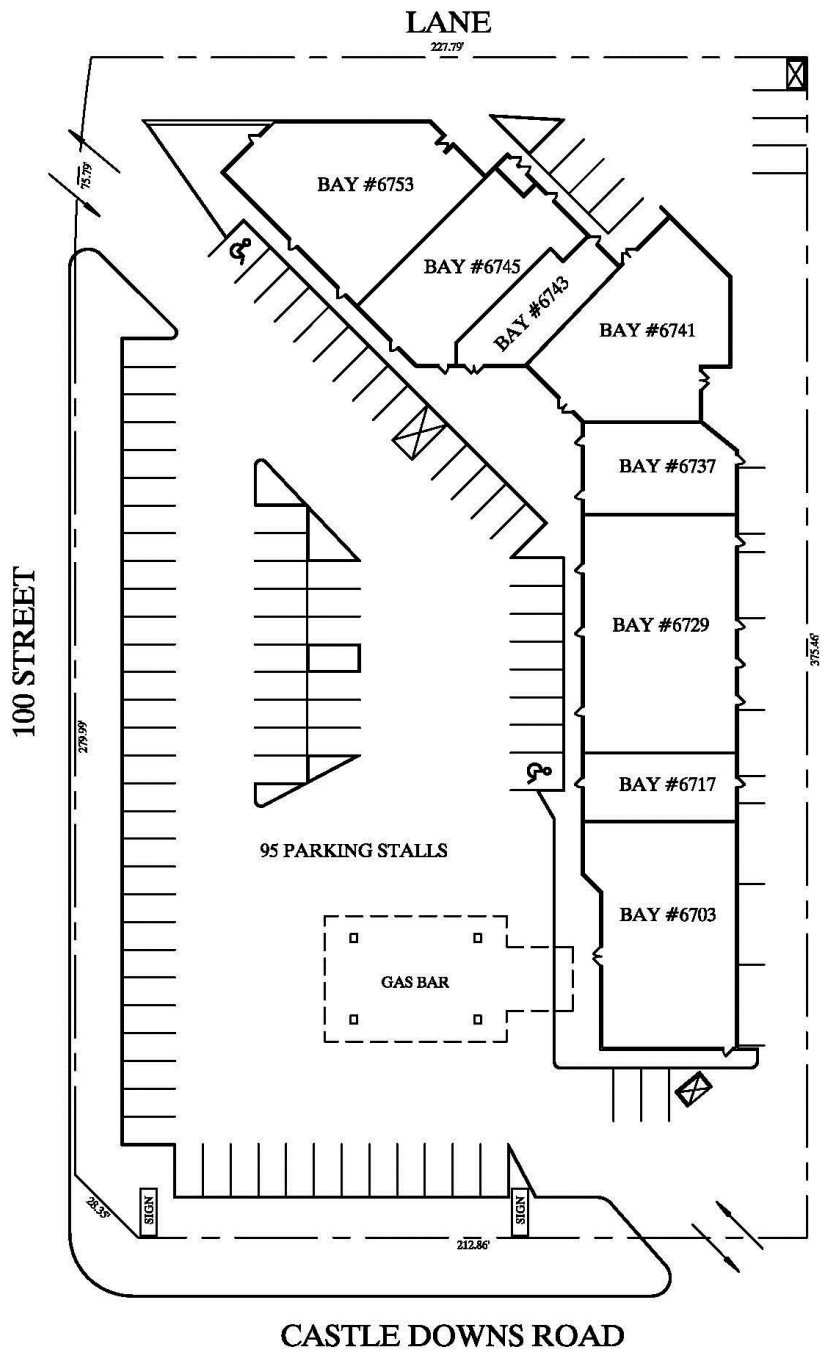 LANE
227.79'
75.79'
BAY #6753
BAY #6745
BAY #6743
BAY #6741
BAY #6737
100 STREET
BAY #6729
375.46'
279.99'
BAY #6717
95 PARKING STALLS
BAY #6703
GAS BAR
28.35'
SIGN
SIGN
212.86'
CASTLE DOWNS ROAD